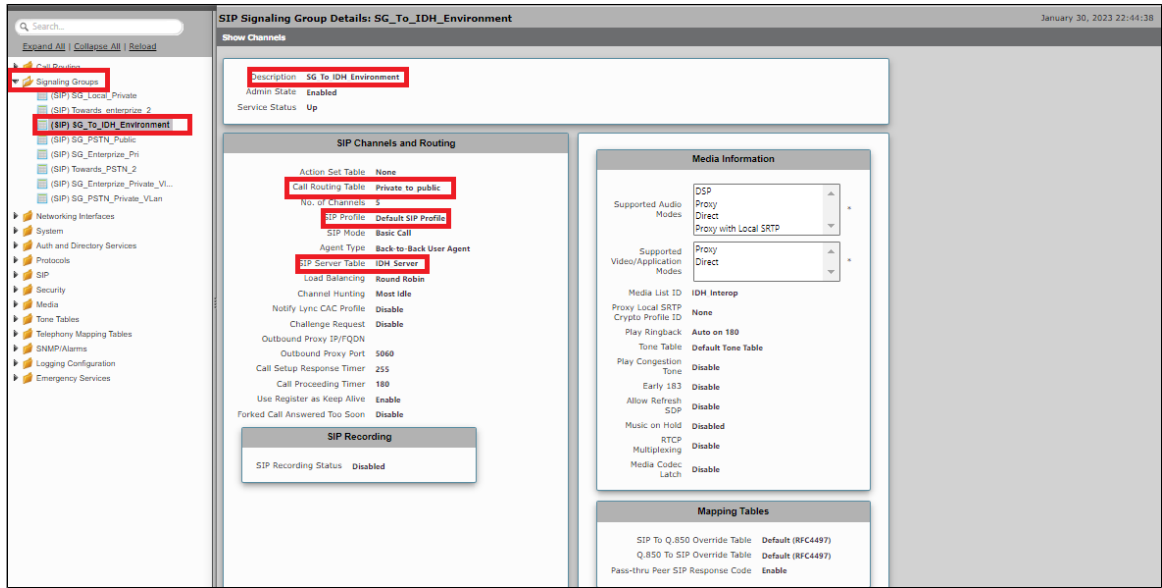 Search...
Expand All | Collapse All | Reload
Call Routing
Signaling Groups
(SIP) SG_Local_Private
(SIP) Towards_enterprize_2
(SIP) SG_To_IDH_Environment
(SIP) SG_PSTN_Public
(SIP) SG_Enterprize_Pri
(SIP) Towards_PSTN_2
(SIP) SG_Enterprize_Private_Vl...
(SIP) SG_PSTN_Private_VLan
Networking Interfaces
System
Auth and Directory Services
Protocols
SIP
Security
Media
Tone Tables
Telephony Mapping Tables
SNMP/Alarms
Logging Configuration
Emergency Services
SIP Signaling Group Details: SG_To_IDH_Environment
January 30, 2023 22:44:38
Show Channels
Description SG_To_IDH_Environment
Admin State Enabled
Service Status Up
SIP Channels and Routing
Action Set Table None
Call Routing Table Private to public
No. of Channels 5
SIP Profile Default SIP Profile
SIP Mode Basic Call
Agent Type Back-to-Back User Agent
SIP Server Table IDH_Server
Load Balancing Round Robin
Channel Hunting Most Idle
Notify Lync CAC Profile Disable
Challenge Request Disable
Outbound Proxy IP/FQDN
Outbound Proxy Port 5060
Call Setup Response Timer 255
Call Proceeding Timer 180
Use Register as Keep Alive Enable
Forked Call Answered Too Soon Disable
SIP Recording
SIP Recording Status Disabled
Media Information
Supported Audio Modes
DSP
Proxy
Direct
Proxy with Local SRTP
*
Supported Video/Application Modes
Proxy
Direct
*
Media List ID IDH_Interop
Proxy Local SRTP Crypto Profile ID None
Play Ringback Auto on 180
Tone Table Default Tone Table
Play Congestion Tone Disable
Early 183 Disable
Allow Refresh SDP Disable
Music on Hold Disabled
RTCP Multiplexing Disable
Media Codec Latch Disable
Mapping Tables
SIP To Q.850 Override Table Default (RFC4497)
Q.850 To SIP Override Table Default (RFC4497)
Pass-thru Peer SIP Response Code Enable